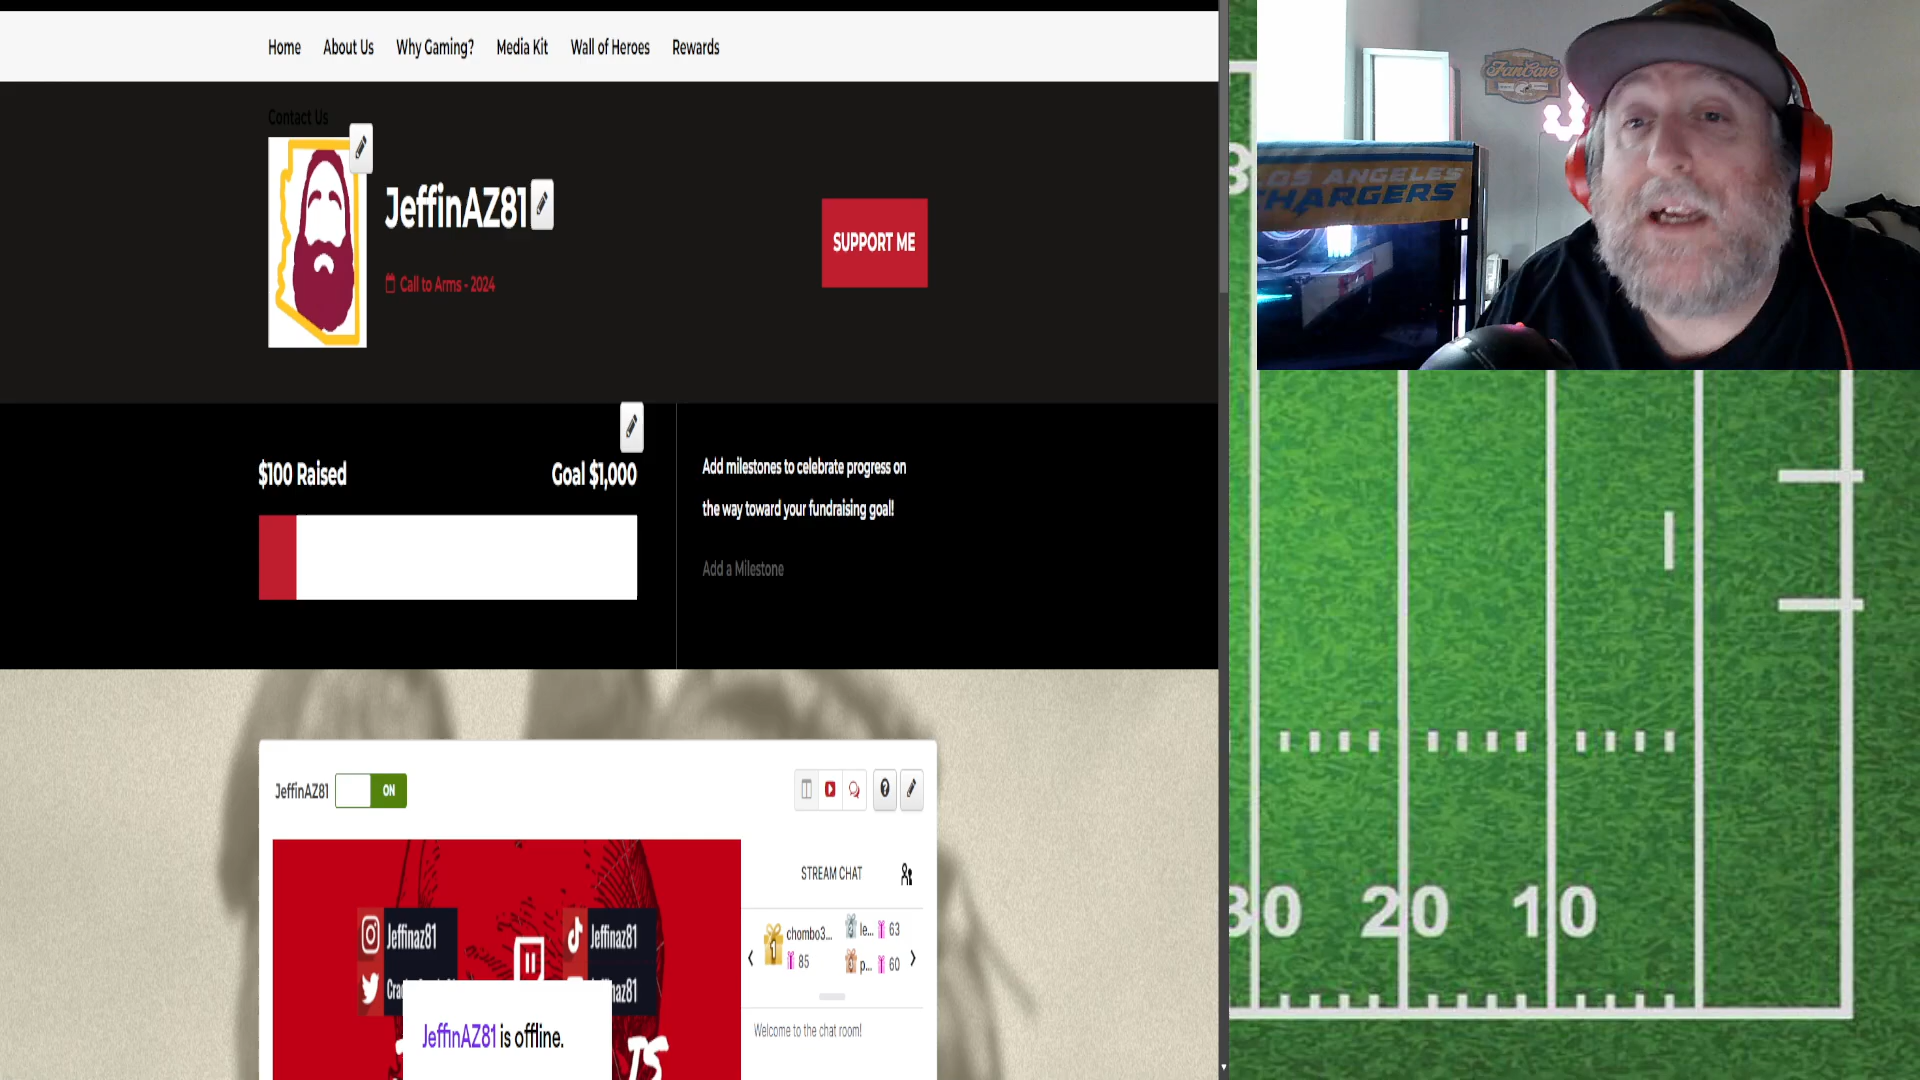 Home About Us Why Gaming? Media Kit Wall of Heroes Rewards
Contact Us
JeffinAZ81
Call to Arms - 2024
SUPPORT ME
$100 Raised
Goal $1,000
Add milestones to celebrate progress on
the way toward your fundraising goal!
Add a Milestone
JeffinAZ81
ON
STREAM CHAT
1
chombo3...
85
le...
63
p...
60
Welcome to the chat room!
Jeffinaz81
Jeffinaz81
JeffinAZ81 is offline.
FanCave
LOS ANGELES
CHARGERS
30 20 10